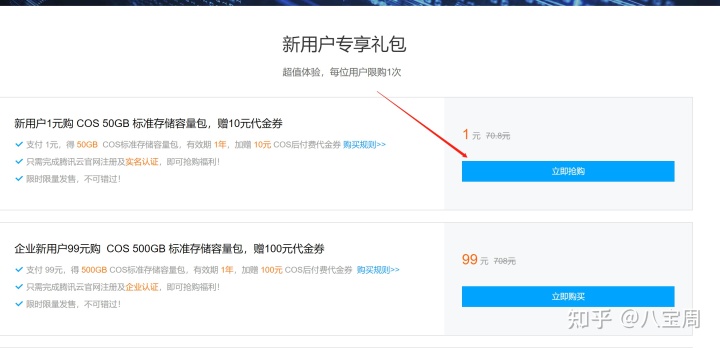 新用户专享礼包
超值体验，每位用户限购1次
新用户1元购 COS 50GB 标准存储容量包，赠10元代金券
支付 1元，得 50GB COS标准存储容量包，有效期 1年，加赠 10元 COS后付费代金券 购买规则>>
只需完成腾讯云官网注册及实名认证，即可抢购福利！
限时限量发售，不可错过！
1 元 70.8元
立即抢购
企业新用户99元购 COS 500GB 标准存储容量包，赠100元代金券
支付 99元，得 500GB COS标准存储容量包，有效期 1年，加赠 100元 COS后付费代金券 购买规则>>
只需完成腾讯云官网注册及企业认证，即可抢购福利！
限时限量发售，不可错过！
99 元 708元
立即购买
知乎 @八宝周